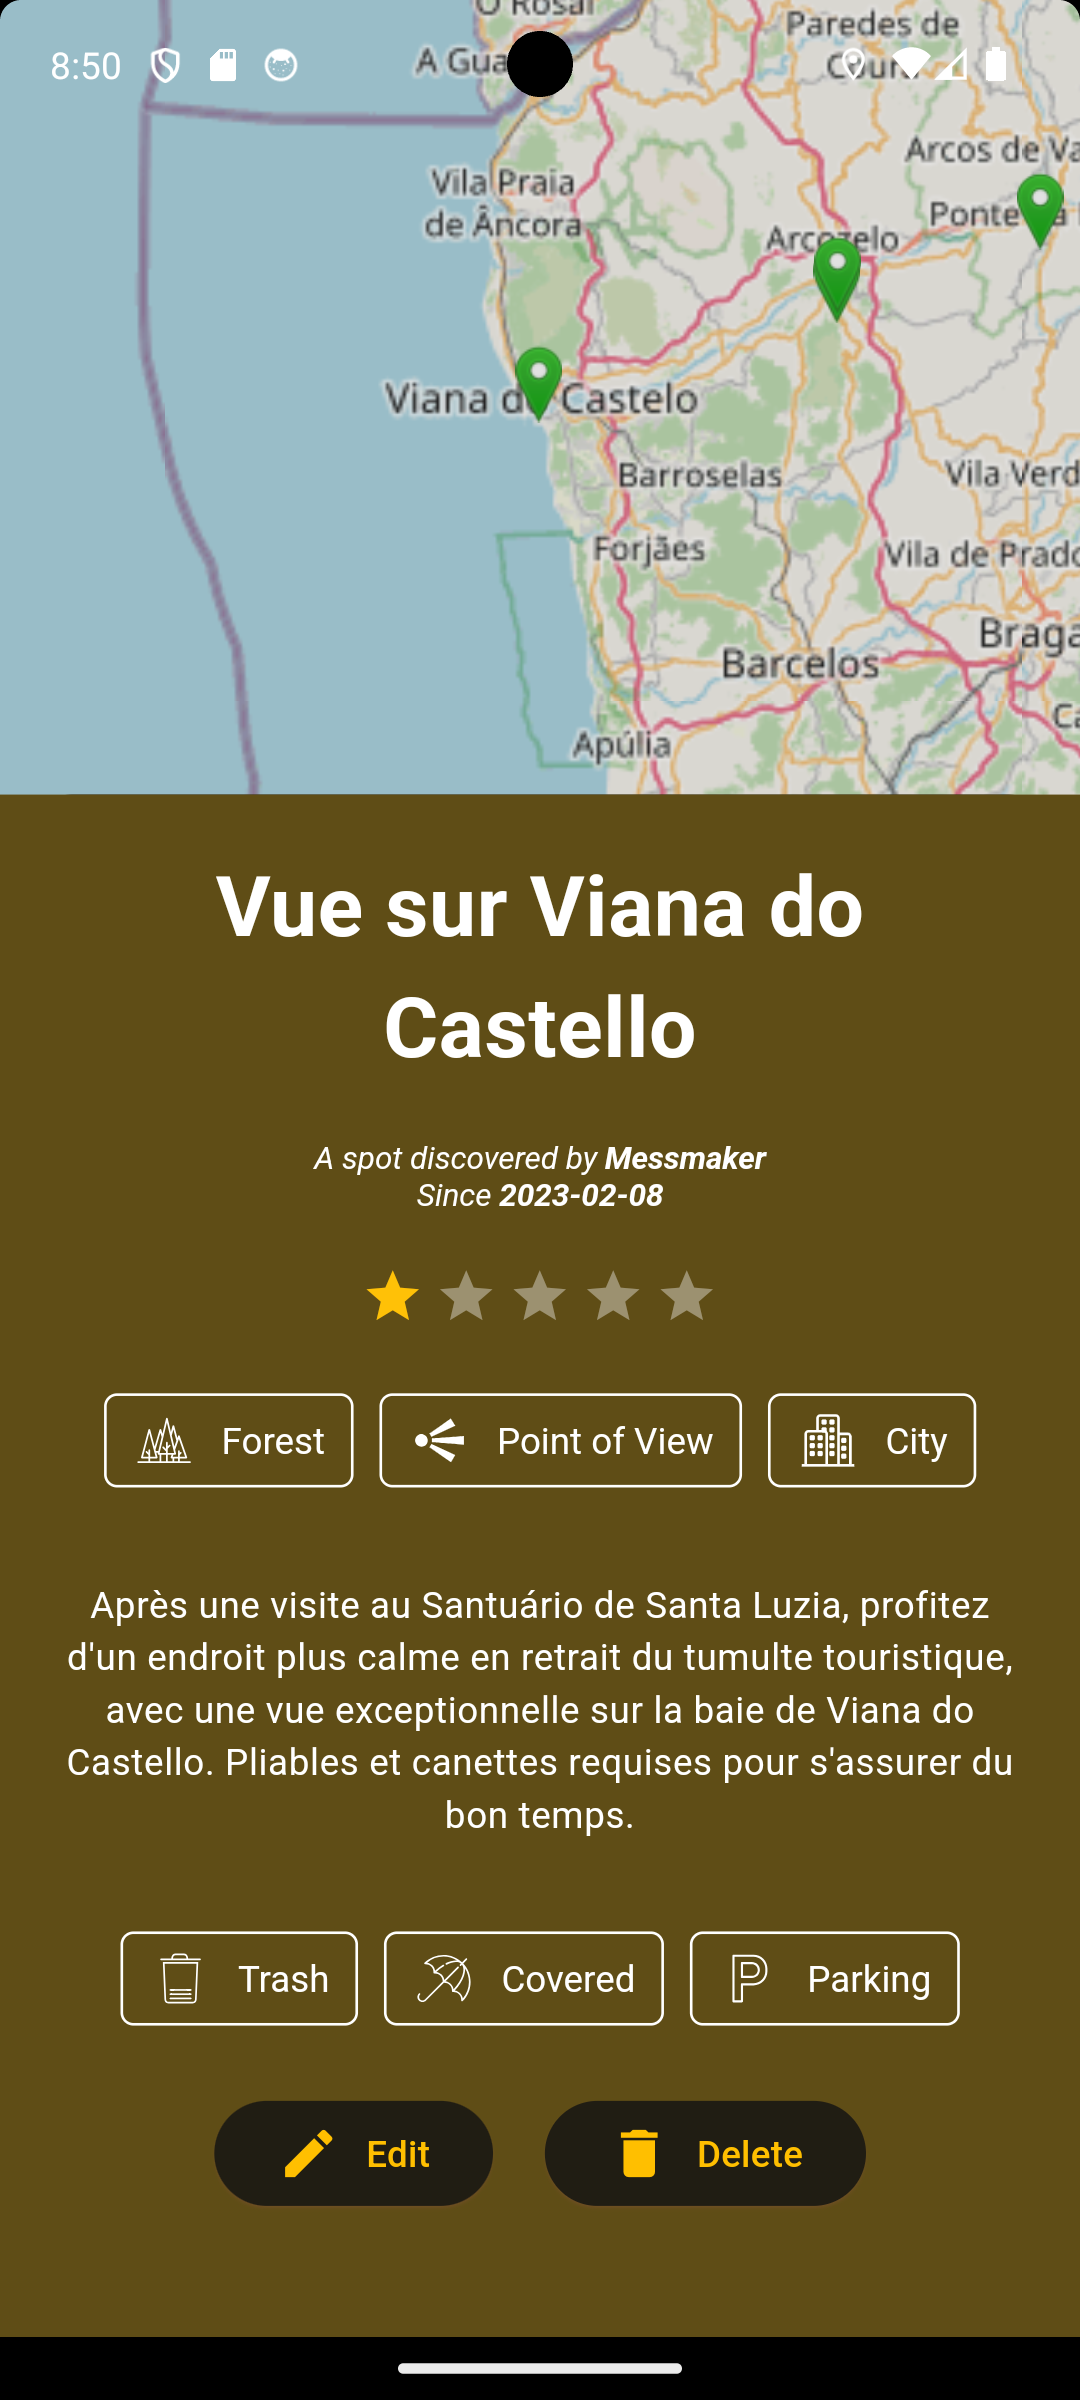 O Rosal
Paredes de
8:50
A Gua
Cour
Arcos de Va
Vila Praia
de Âncora
Ponte
Arcozelo
Viana do Castelo
Barroselas
Vila Verd
Forjães
Vila de Prado
Braga
Barcelos
Ca
Apúlia
Vue sur Viana do
Castello
A spot discovered by Messmaker
Since 2023-02-08
Forest
Point of View
City
Après une visite au Santuário de Santa Luzia, profitez
d'un endroit plus calme en retrait du tumulte touristique,
avec une vue exceptionnelle sur la baie de Viana do
Castello. Pliables et canettes requises pour s'assurer du
bon temps.
Trash
Covered
Parking
Edit
Delete